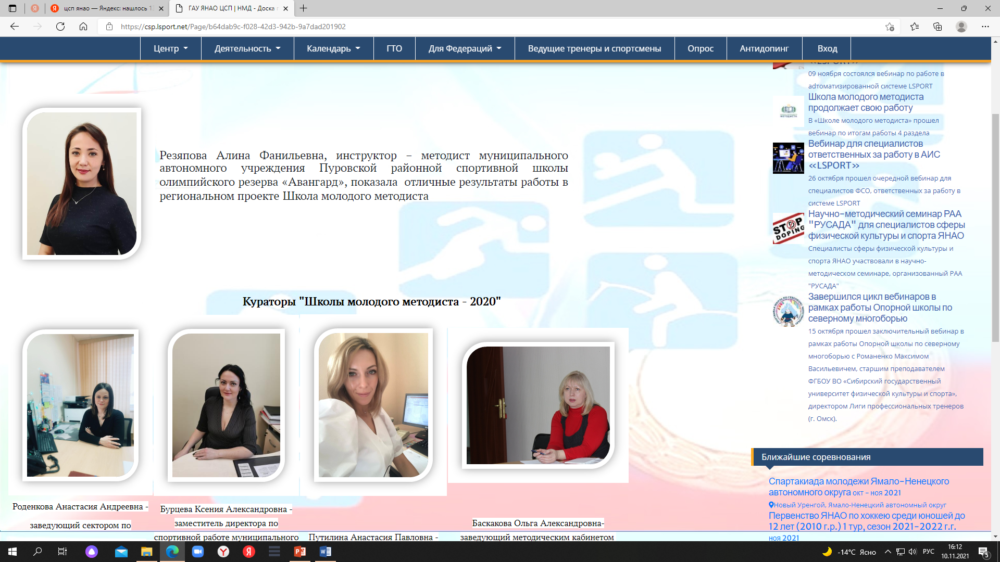 цсп янао — Яндекс: нашлось 1
ГАУ ЯНАО ЦСП | НМД - Доска
https://csp.lsport.net/Page/b64dab9c-f028-42d3-942b-9a7dad201902
Центр
Деятельность
Календарь
ГТО
Для Федераций
Ведущие тренеры и спортсмены
Опрос
Антидопинг
Вход
Резяпова Алина Фанильевна, инструктор – методист муниципального
автономного учреждения Пуровской районной спортивной школы
олимпийского резерва «Авангард», показала отличные результаты работы в
региональном проекте Школа молодого методиста
Кураторы "Школы молодого методиста - 2020"
Роденкова Анастасия Андреевна -
заведующий сектором по
Бурцева Ксения Александровна -
заместитель директора по
спортивной работе муниципального
Путилина Анастасия Павловна -
Баскакова Ольга Александровна-
заведующий методическим кабинетом
«LSPORT»
09 ноября состоялся вебинар по работе в
аdтоматизированной системе LSPORT
Школа молодого методиста
продолжает свою работу
В «Школе молодого методиста» прошел
вебинар по итогам работы 4 раздела
МЕТОДИСТА
Вебинар для специалистов
ответственных за работу в АИС
«LSPORT»
26 октября прошел очередной вебинар для
специалистов ФСО, ответственных за работу в
системе LSPORT
STOP
DOPING
Научно-методический семинар РАА
"РУСАДА" для специалистов сферы
физической культуры и спорта ЯНАО
Специалисты сферы физической культуры и
спорта ЯНАО участвовали в научно-
методическом семинаре, организованный РАА
"РУСАДА"
Завершился цикл вебинаров в
рамках работы Опорной школы по
северному многоборью
15 октября прошел заключительный вебинар в
рамках работы Опорной школы по северному
многоборью с Романенко Максимом
Васильевичем, старшим преподавателем
ФГБОУ ВО «Сибирский государственный
университет физической культуры и спорта»,
директором Лиги профессиональных тренеров
(г. Омск).
Ближайшие соревнования
Спартакиада молодежи Ямало-Ненецкого
автономного округа окт - ноя 2021
Новый Уренгой, Ямало-Ненецкий автономный округ
Первенство ЯНАО по хоккею среди юношей до
12 лет (2010 г.р.) 1 тур, сезон 2021-2022 г.г.
ноя 2021
-14°C Ясно
РУС
16:12
10.11.2021
5